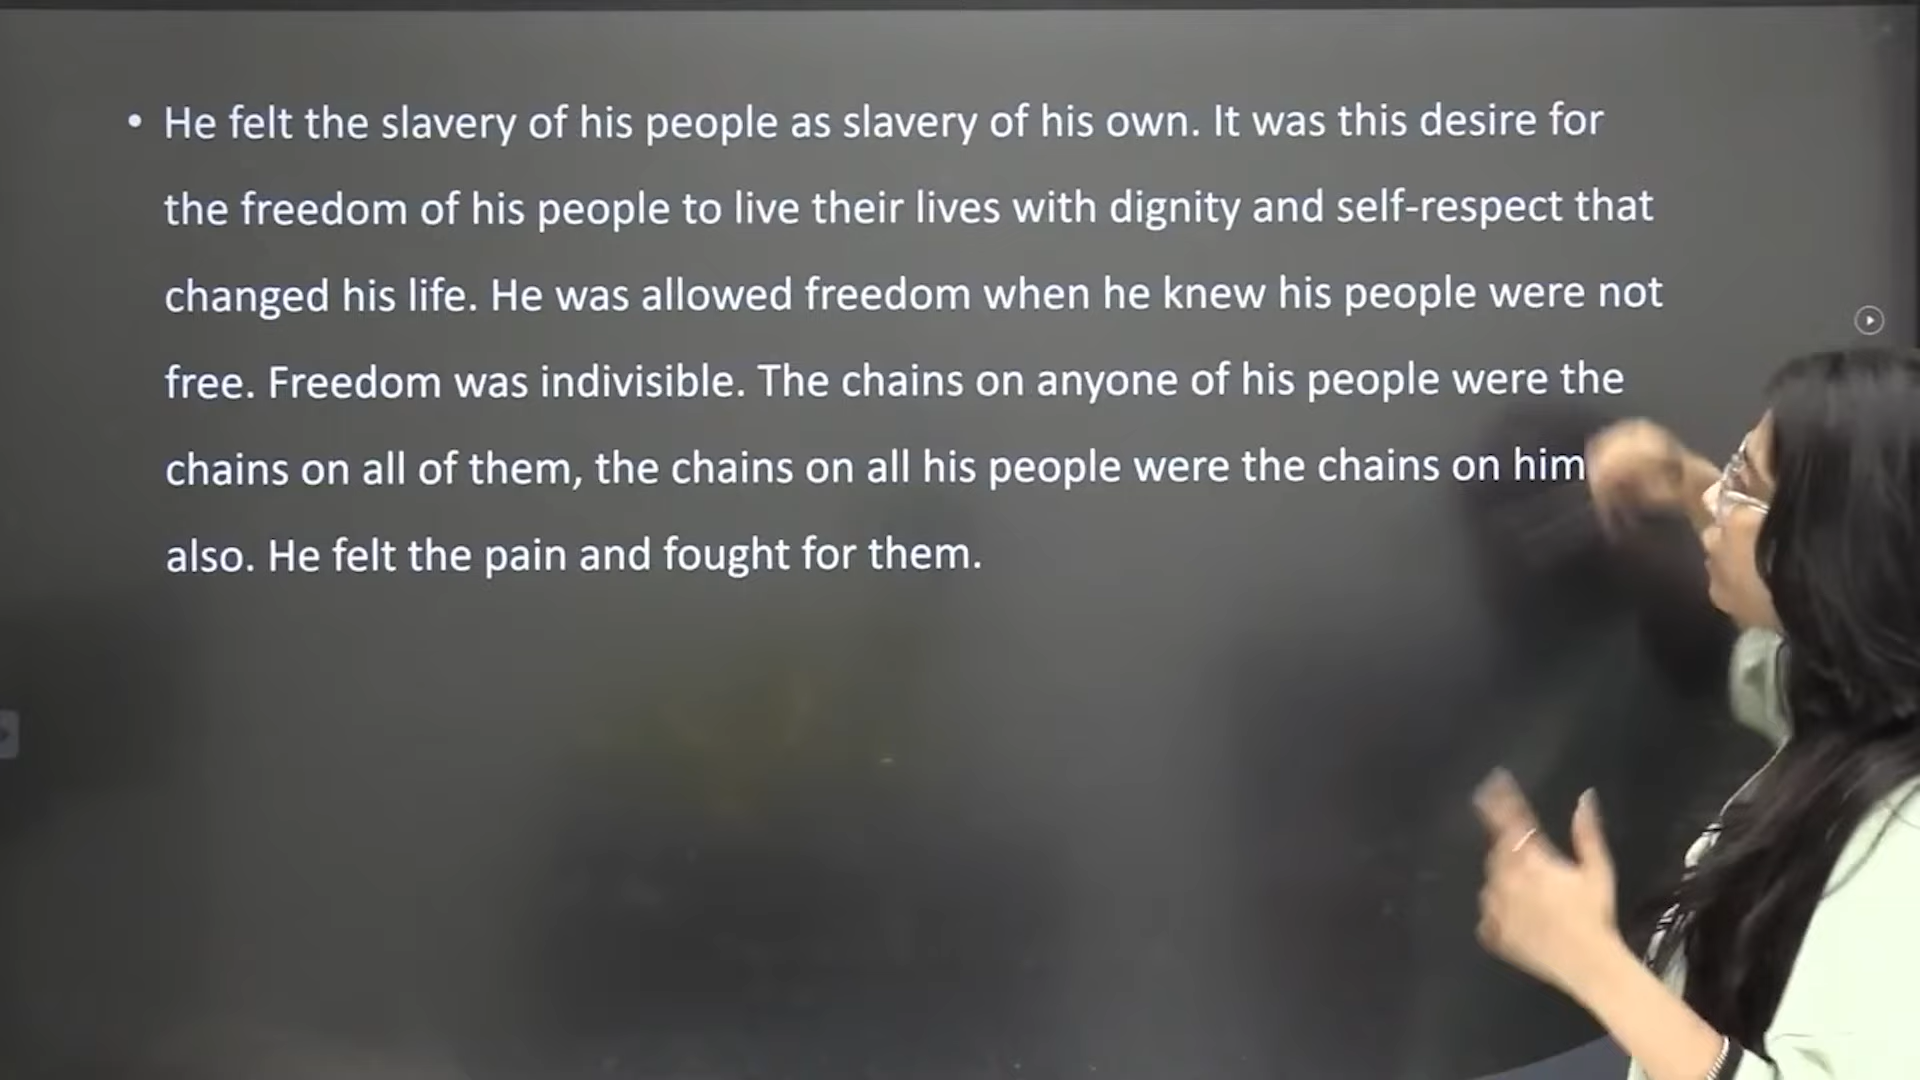 • He felt the slavery of his people as slavery of his own. It was this desire for
the freedom of his people to live their lives with dignity and self-respect that
changed his life. He was allowed freedom when he knew his people were not
free. Freedom was indivisible. The chains on anyone of his people were the
chains on all of them, the chains on all his people were the chains on him
also. He felt the pain and fought for them.